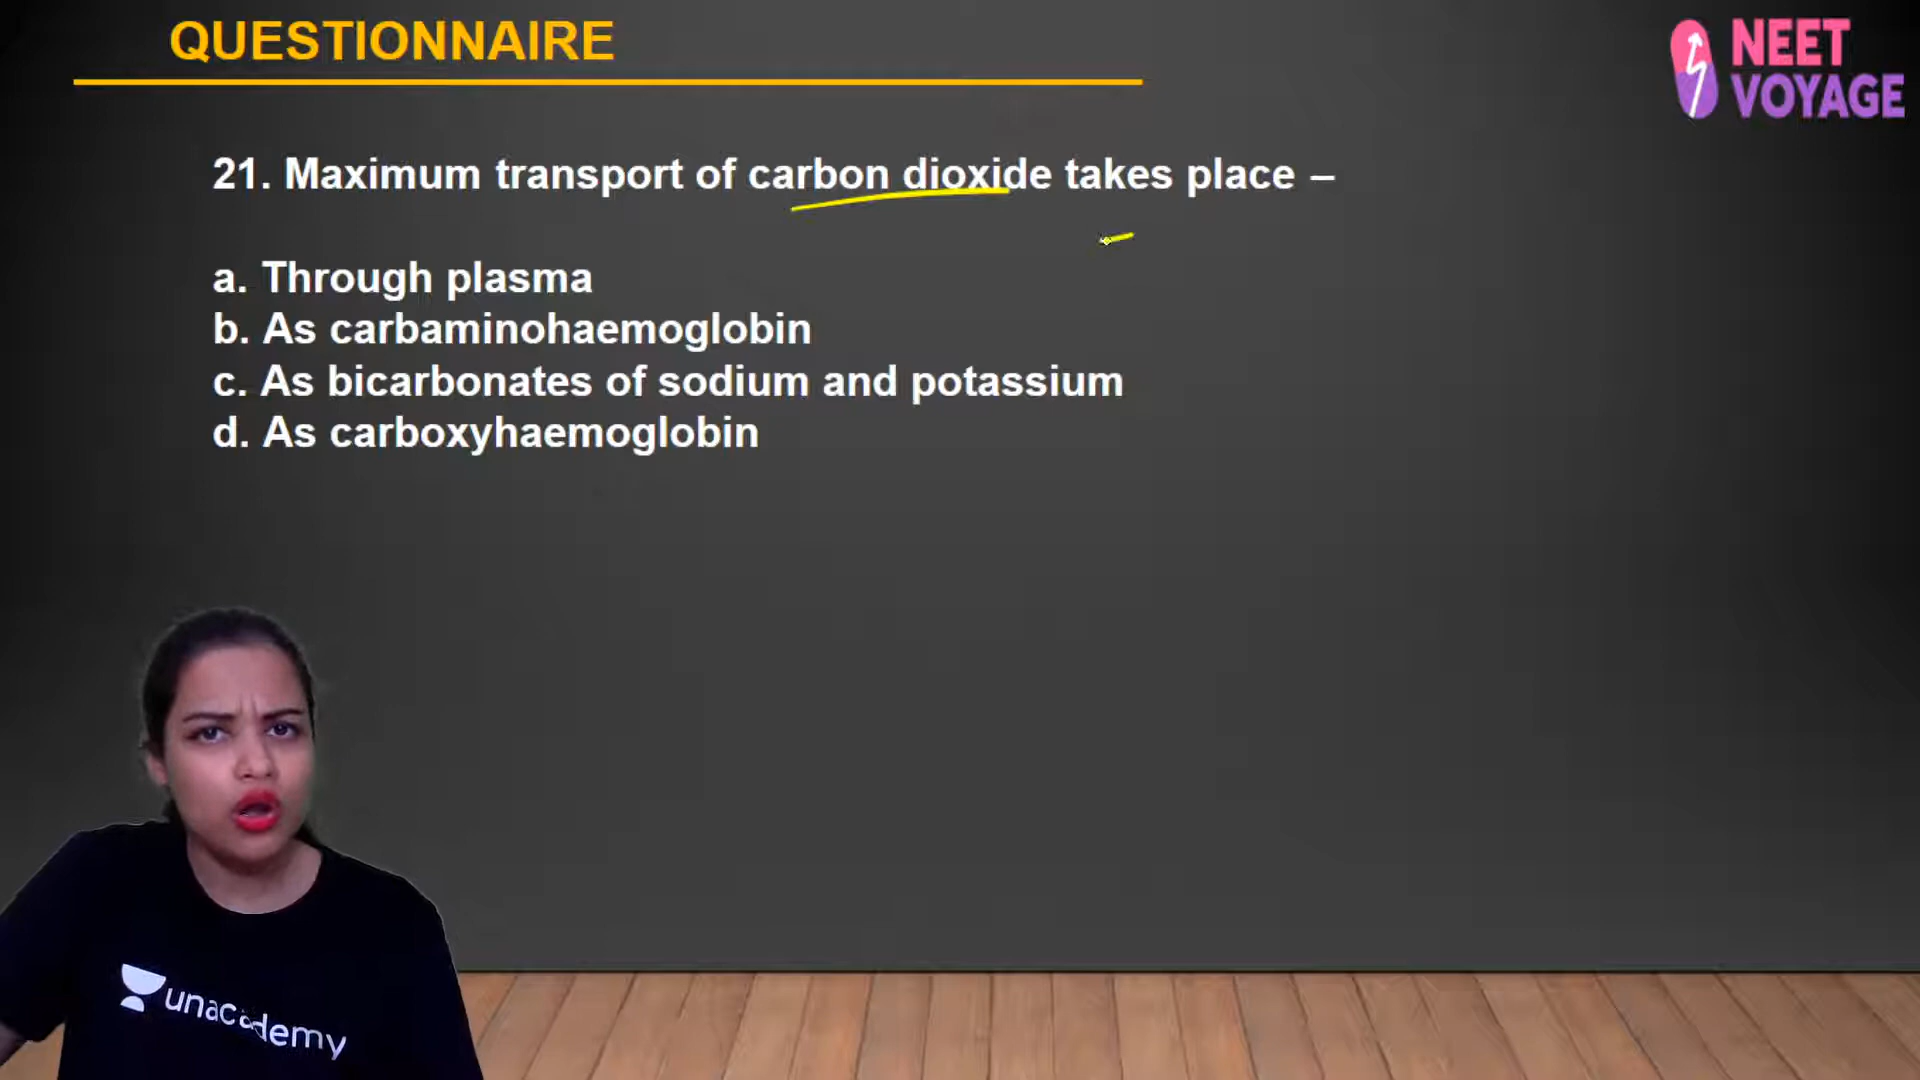 QUESTIONNAIRE
NEET
VOYAGE
21. Maximum transport of carbon dioxide takes place –
a. Through plasma
b. As carbaminohaemoglobin
c. As bicarbonates of sodium and potassium
d. As carboxyhaemoglobin
unacademy